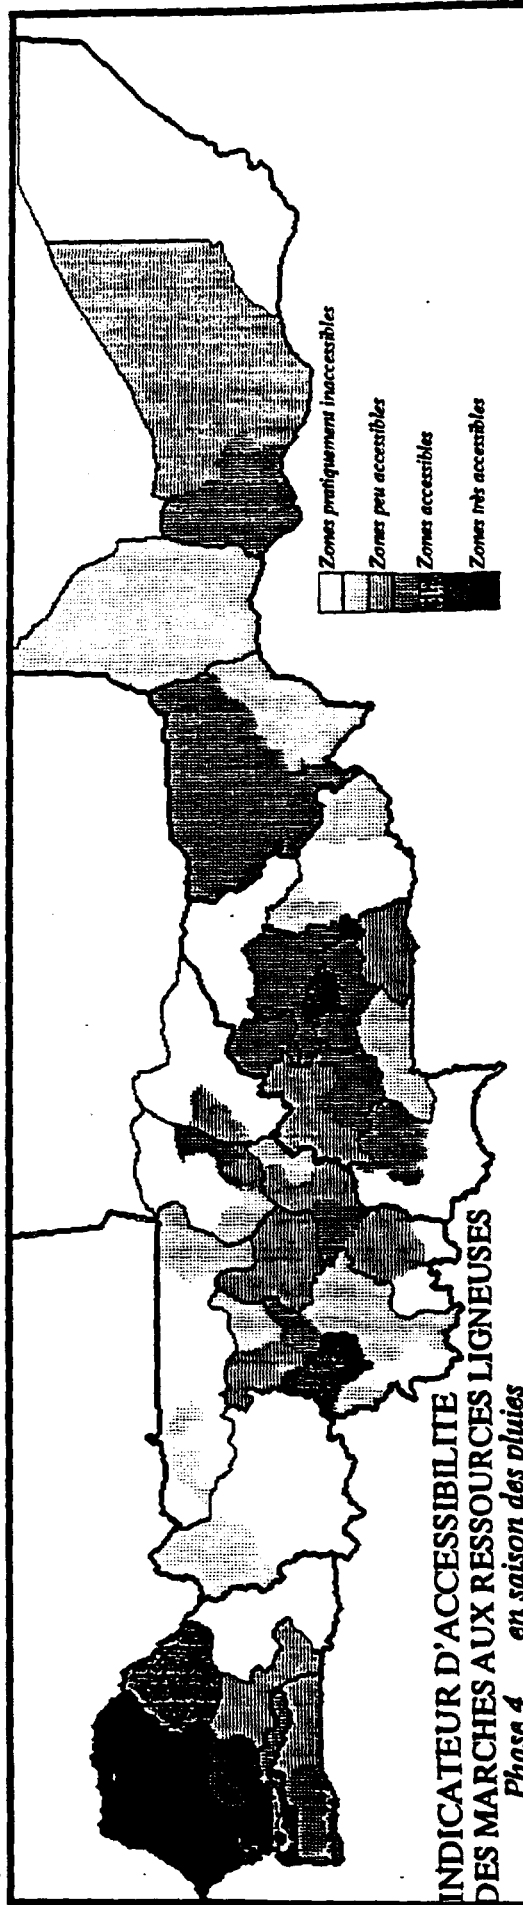 Zones pratiquement inaccessibles
Zones peu accessibles
Zones accessibles
Zones très accessibles
INDICATEUR D'ACCESSIBILITE
DES MARCHES AUX RESSOURCES LIGNEUSES
Phase 4 en saison des pluies